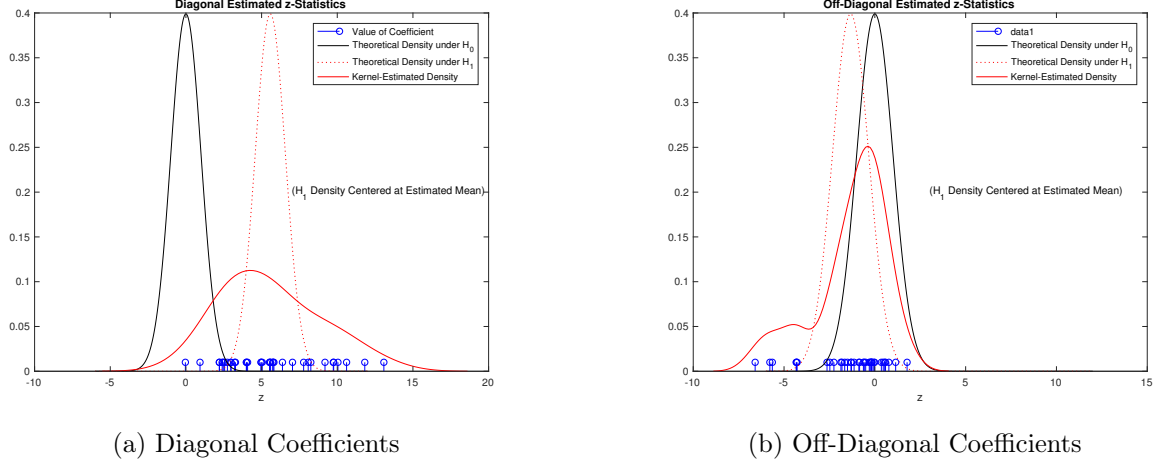 Diagonal Estimated z-Statistics
0.4
0.35
0.3
0.25
0.2
0.15
0.1
0.05
0
-10
-5
0
5
10
15
20
z
Value of Coefficient
Theoretical Density under H0
Theoretical Density under H1
Kernel-Estimated Density
(H1 Density Centered at Estimated Mean)
(a) Diagonal Coefficients
Off-Diagonal Estimated z-Statistics
0.4
0.35
0.3
0.25
0.2
0.15
0.1
0.05
0
-10
-5
0
5
10
15
z
data1
Theoretical Density under H0
Theoretical Density under H1
Kernel-Estimated Density
(H1 Density Centered at Estimated Mean)
(b) Off-Diagonal Coefficients